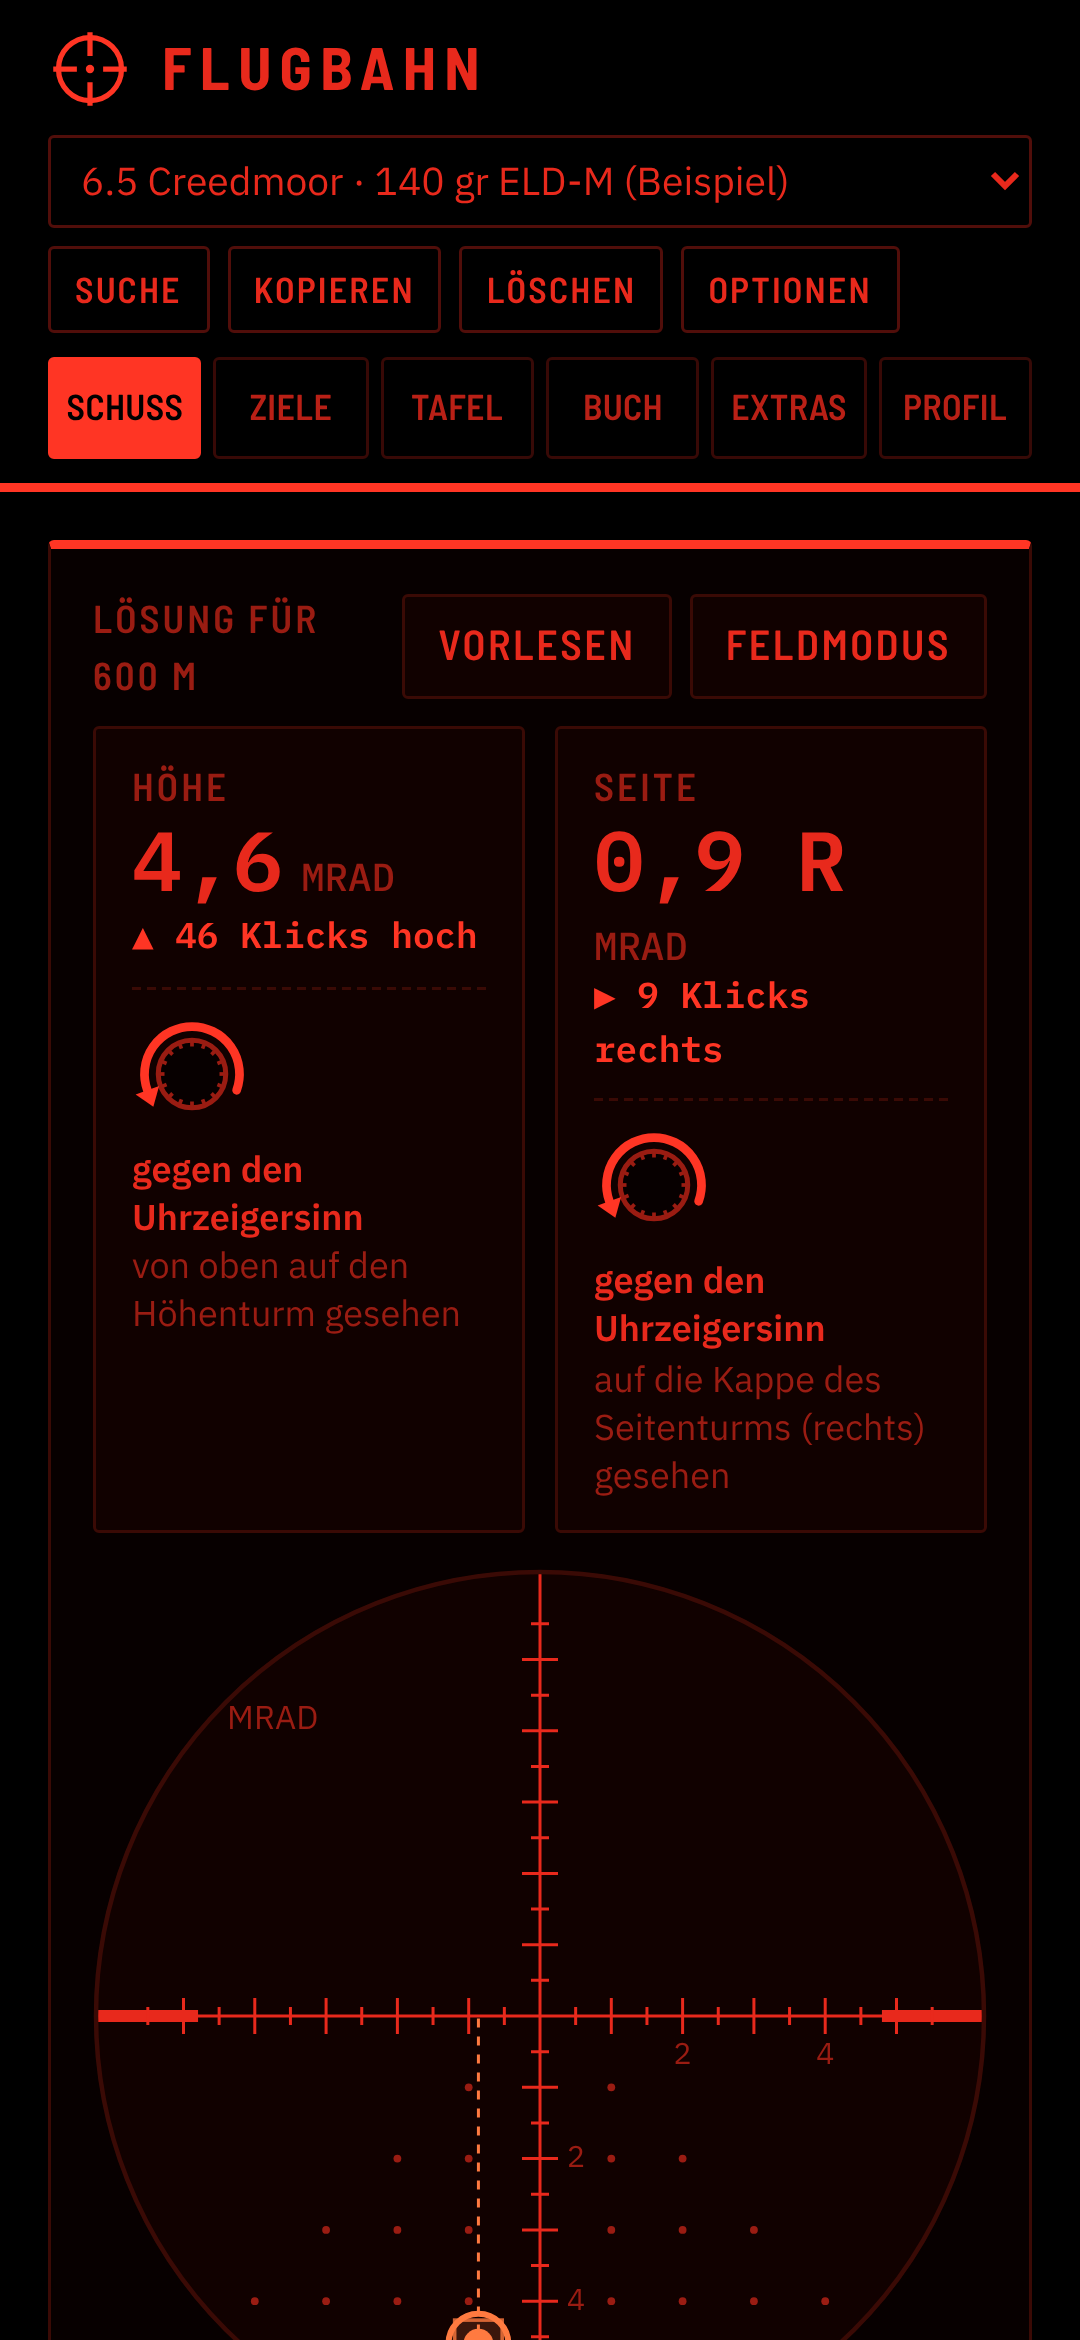 FLUGBAHN
6.5 Creedmoor · 140 gr ELD-M (Beispiel)
SUCHE KOPIEREN LÖSCHEN OPTIONEN
SCHUSS ZIELE TAFEL BUCH EXTRAS PROFIL
LÖSUNG FÜR
600 M
VORLESEN FELDMODUS
HÖHE
4,6 MRAD
▲ 46 Klicks hoch
gegen den
Uhrzeigersinn
von oben auf den
Höhenturm gesehen
SEITE
0,9 R
MRAD
▶ 9 Klicks
rechts
gegen den
Uhrzeigersinn
auf die Kappe des
Seitenturms (rechts)
gesehen
MRAD
2 4
2
4